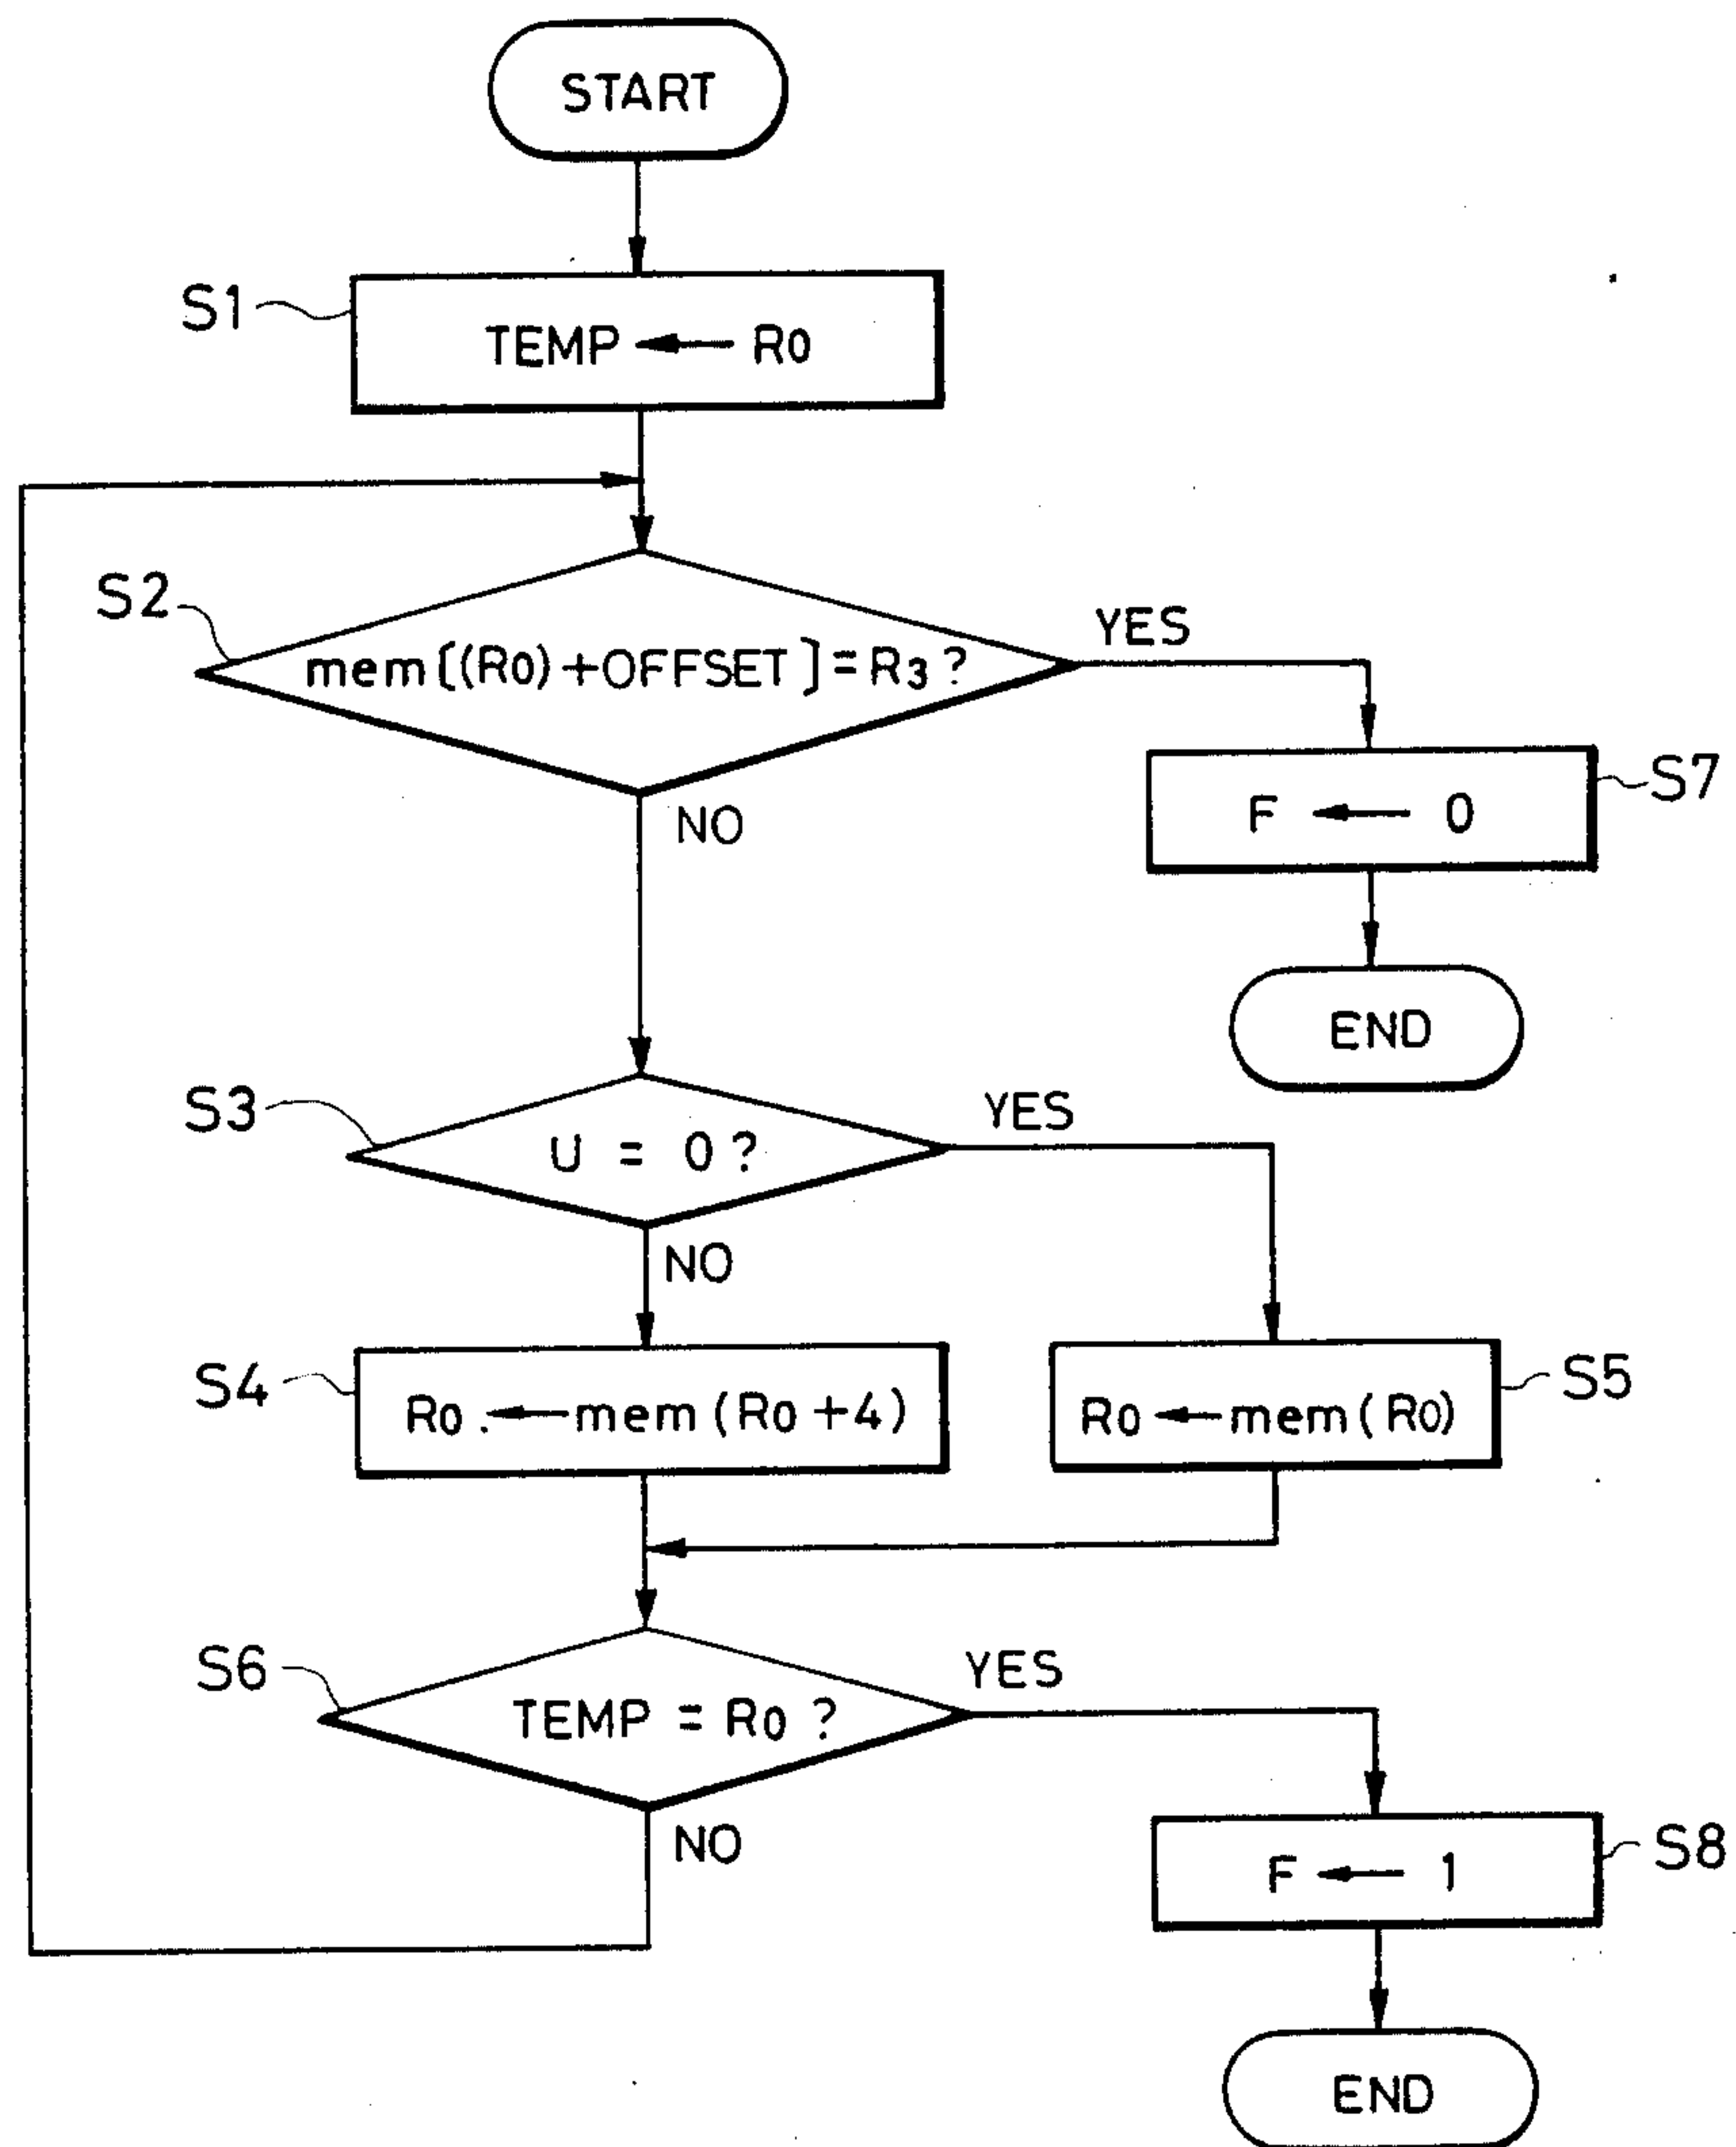 START
S1
TEMP ← R0
S2
mem[(R0)+OFFSET]=R3?
YES
NO
S7
F ← 0
END
S3
U = 0?
YES
NO
S4
R0 . ← mem(R0+4)
S5
R0 ← mem(R0)
S6
TEMP = R0?
YES
NO
S8
F ← 1
END